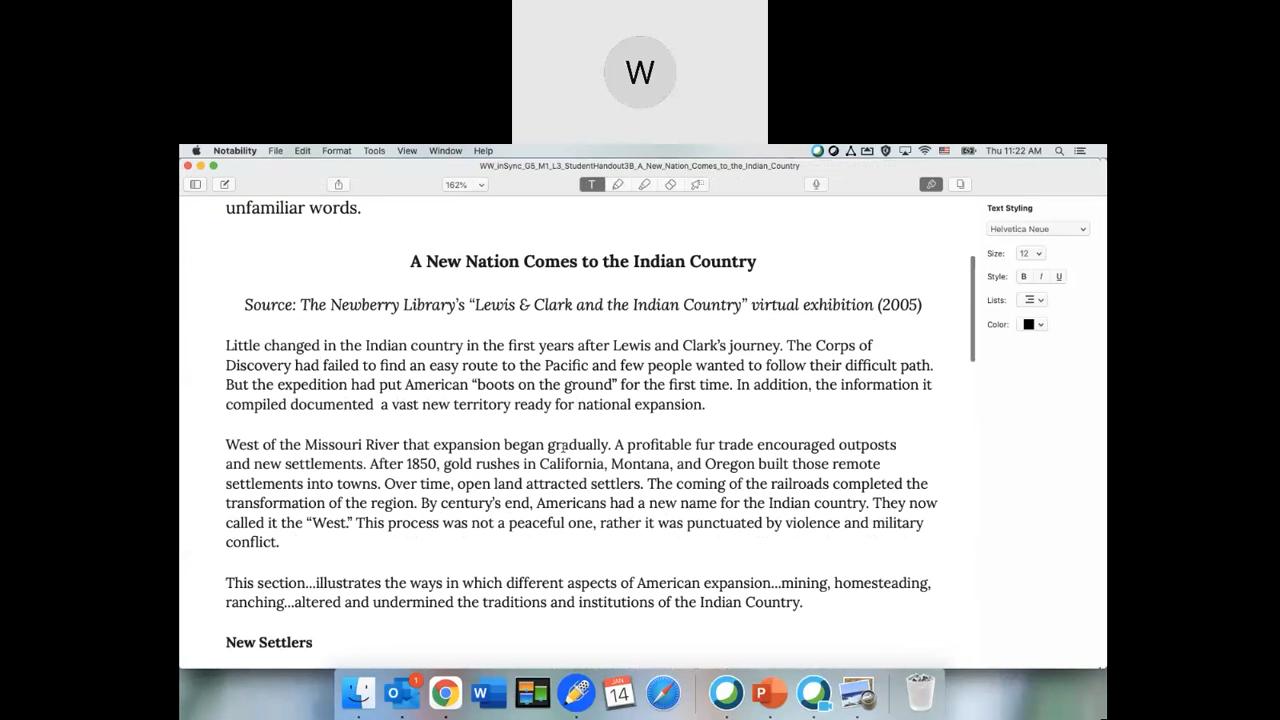 W
Notability File Edit Format Tools View Window Help Thu 11:22 AM
WW_inSync_G5_M1_L3_StudentHandout3B_A_New_Nation_Comes_to_the_Indian_Country
162%
T
Text Styling
Helvetica Neue
Size: 12
Style: B I U
Lists:
Color:
unfamiliar words.
A New Nation Comes to the Indian Country
Source: The Newberry Library's “Lewis & Clark and the Indian Country” virtual exhibition (2005)
Little changed in the Indian country in the first years after Lewis and Clark's journey. The Corps of
Discovery had failed to find an easy route to the Pacific and few people wanted to follow their difficult path.
But the expedition had put American “boots on the ground” for the first time. In addition, the information it
compiled documented a vast new territory ready for national expansion.
West of the Missouri River that expansion began gradually. A profitable fur trade encouraged outposts
and new settlements. After 1850, gold rushes in California, Montana, and Oregon built those remote
settlements into towns. Over time, open land attracted settlers. The coming of the railroads completed the
transformation of the region. By century's end, Americans had a new name for the Indian country. They now
called it the “West.” This process was not a peaceful one, rather it was punctuated by violence and military
conflict.
This section...illustrates the ways in which different aspects of American expansion...mining, homesteading,
ranching...altered and undermined the traditions and institutions of the Indian Country.
New Settlers
1
W
JAN
14
P